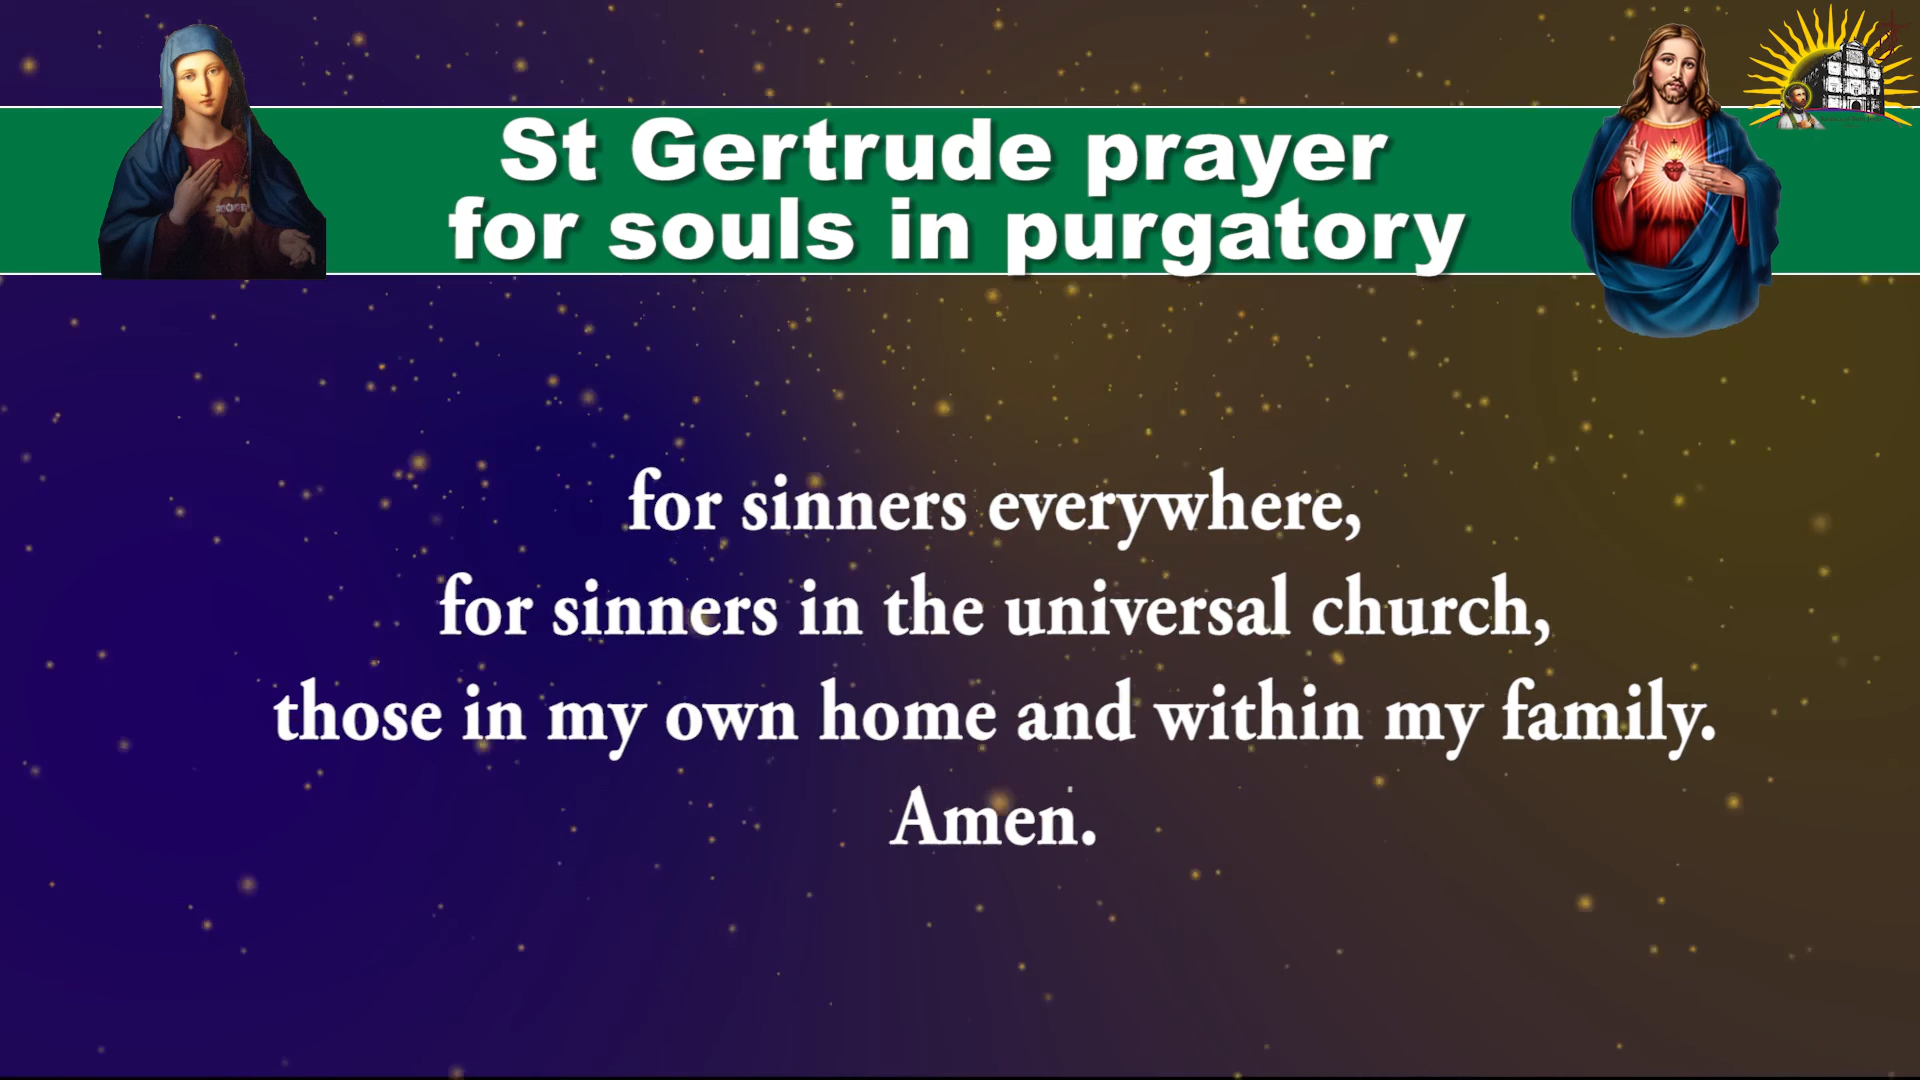 St Gertrude prayer
for souls in purgatory
for sinners everywhere,
for sinners in the universal church,
those in my own home and within my family.
Amen.